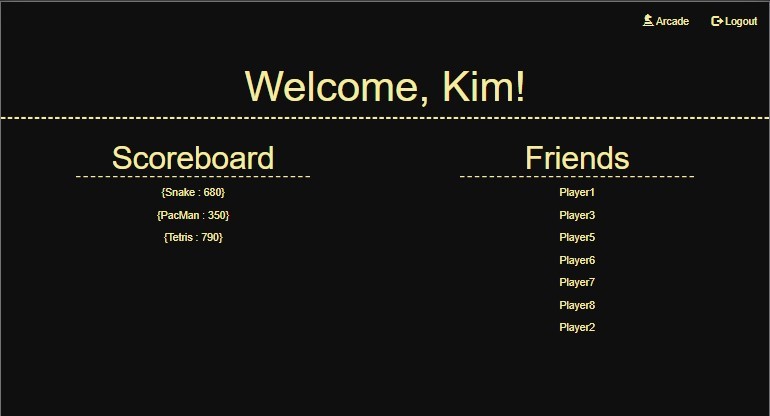 Arcade Logout
Welcome, Kim!
Scoreboard
{Snake : 680}
{PacMan : 350}
{Tetris : 790}
Friends
Player1
Player3
Player5
Player6
Player7
Player8
Player2